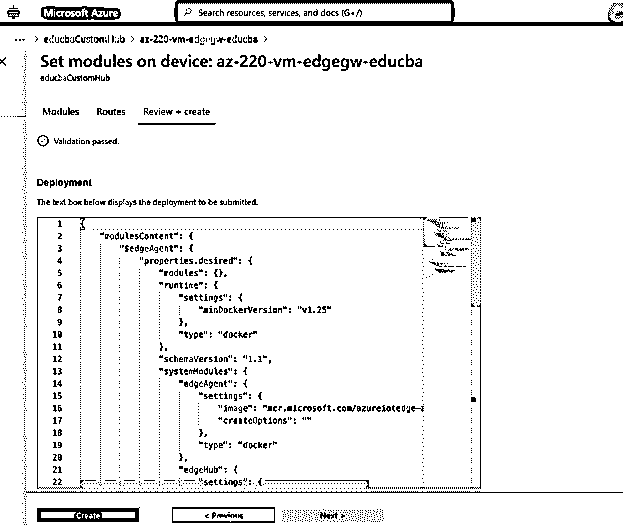 Microsoft Azure
Search resources, services, and docs (G+/)
... > educbaCustomHub > az-220-vm-edgegw-educba >
Set modules on device: az-220-vm-edgegw-educba
educbaCustomHub
Modules Routes Review + create
Validation passed.
Deployment
The text box below displays the deployment to be submitted.
1 {
2 "modulesContent": {
3 "$edgeAgent": {
4 "properties.desired": {
5 "modules": {},
6 "runtime": {
7 "settings": {
8 "minDockerVersion": "v1.25"
9 },
10 "type": "docker"
11 },
12 "schemaVersion": "1.1",
13 "systemModules": {
14 "edgeAgent": {
15 "settings": {
16 "image": "mcr.microsoft.com/azureiotedge-a
17 "createOptions": ""
18 },
19 "type": "docker"
20 },
21 "edgeHub": {
22 "settings": {
Create < Previous Next >